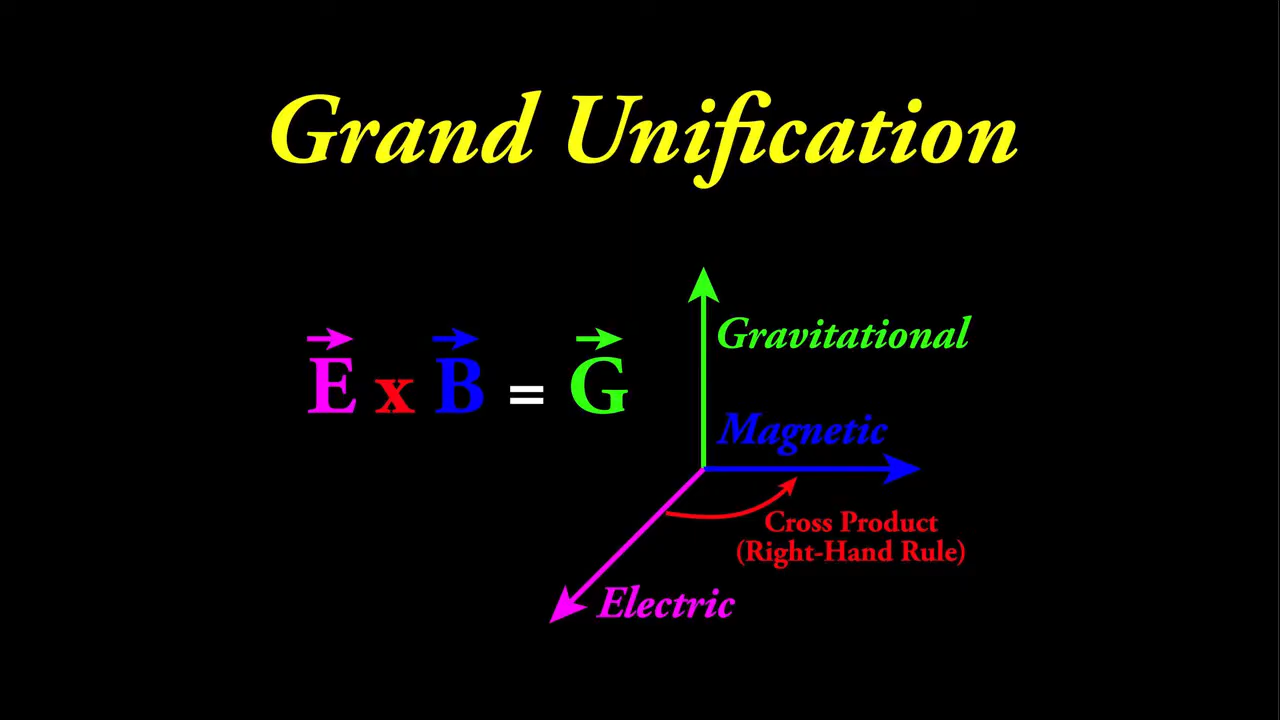 Grand Unification
E x B = G
Gravitational
Magnetic
Cross Product
(Right-Hand Rule)
Electric